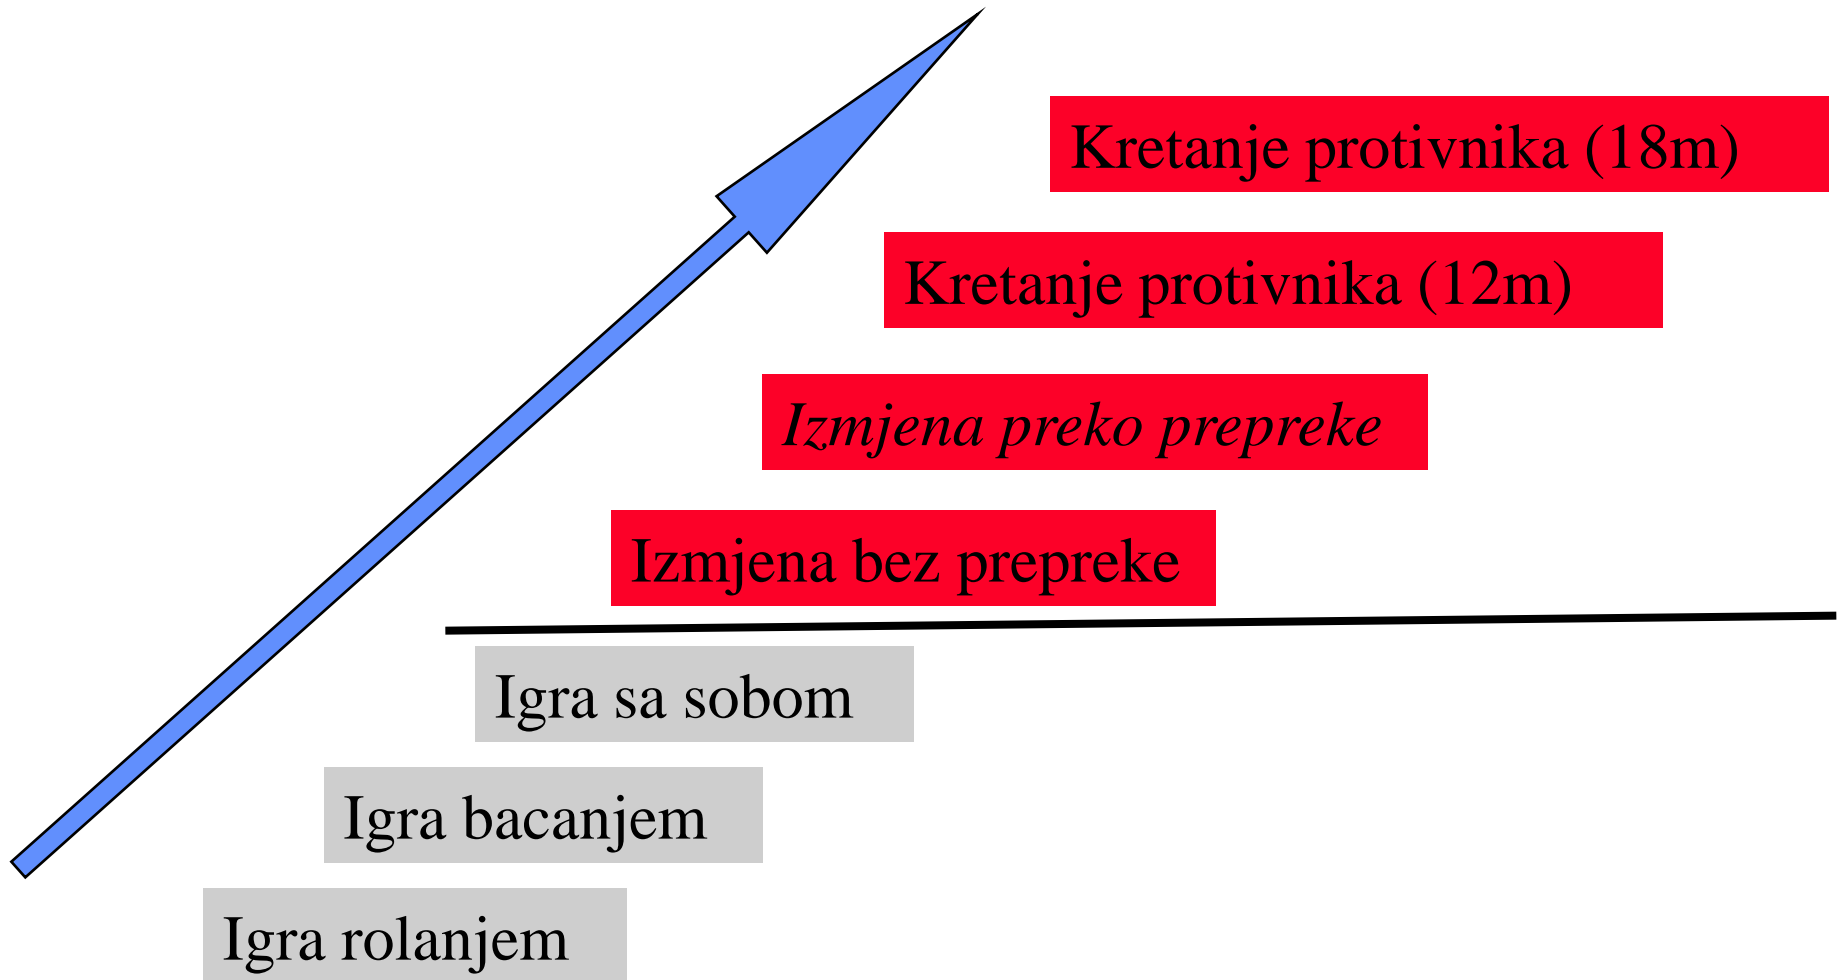 Kretanje protivnika (18m)
Kretanje protivnika (12m)
Izmjena preko prepreke
Izmjena bez prepreke
Igra sa sobom
Igra bacanjem
Igra rolanjem